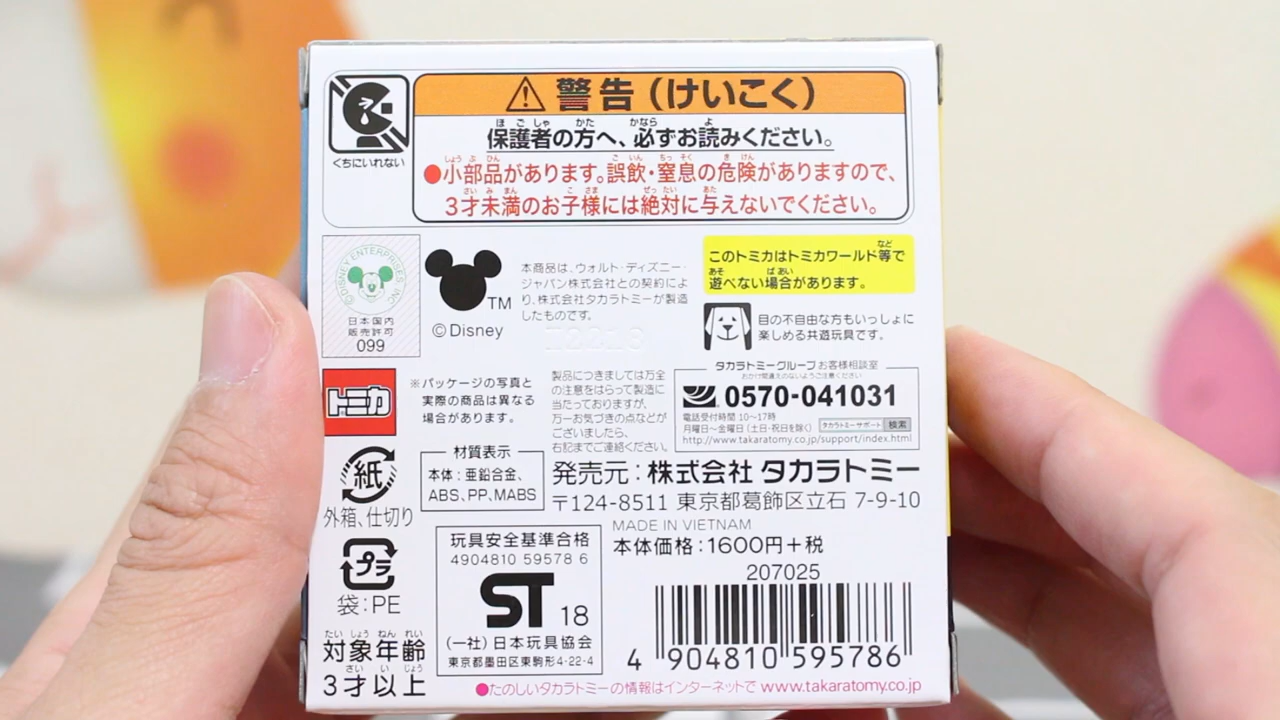 くちにいれない
⚠警告（けいこく）
保護者の方へ、必ずお読みください。
●小部品があります。誤飲・窒息の危険がありますので、
3才未満のお子様には絶対に与えないでください。
©DISNEY ENTERPRISES, INC
日本国内
販売許可
099
TM
©Disney
本商品は、ウォルト・ディズニー・
ジャパン株式会社との契約によ
り、株式会社タカラトミーが製造
したものです。
このトミカはトミカワールド等で
遊べない場合があります。
目の不自由な方もいっしょに
楽しめる共遊玩具です。
トミカ
※パッケージの写真と
実際の商品は異なる
場合があります。
製品につきましては万全
の注意をはらって製造に
当たっておりますが、
万一お気づきの点などが
ございましたら、
右記までご連絡ください。
タカラトミーグループお客様相談室
おかけ間違えのないようご注意ください
0570-041031
電話受付時間 10〜17時
月曜日〜金曜日（土日・祝日を除く）
タカラトミーサポート 検索
http://www.takaratomy.co.jp/support/index.html
紙
外箱、仕切り
材質表示
本体：亜鉛合金、
ABS、PP、MABS
発売元：株式会社 タカラトミー
〒124-8511 東京都葛飾区立石 7-9-10
MADE IN VIETNAM
本体価格：1600円＋税
207025
プラ
袋：PE
対象年齢
3才以上
玩具安全基準合格
4904810 59578 6
ST 18
（一社）日本玩具協会
東京都墨田区東駒形4-22-4
4 904810 595786
●たのしいタカラトミーの情報はインターネットで www.takaratomy.co.jp